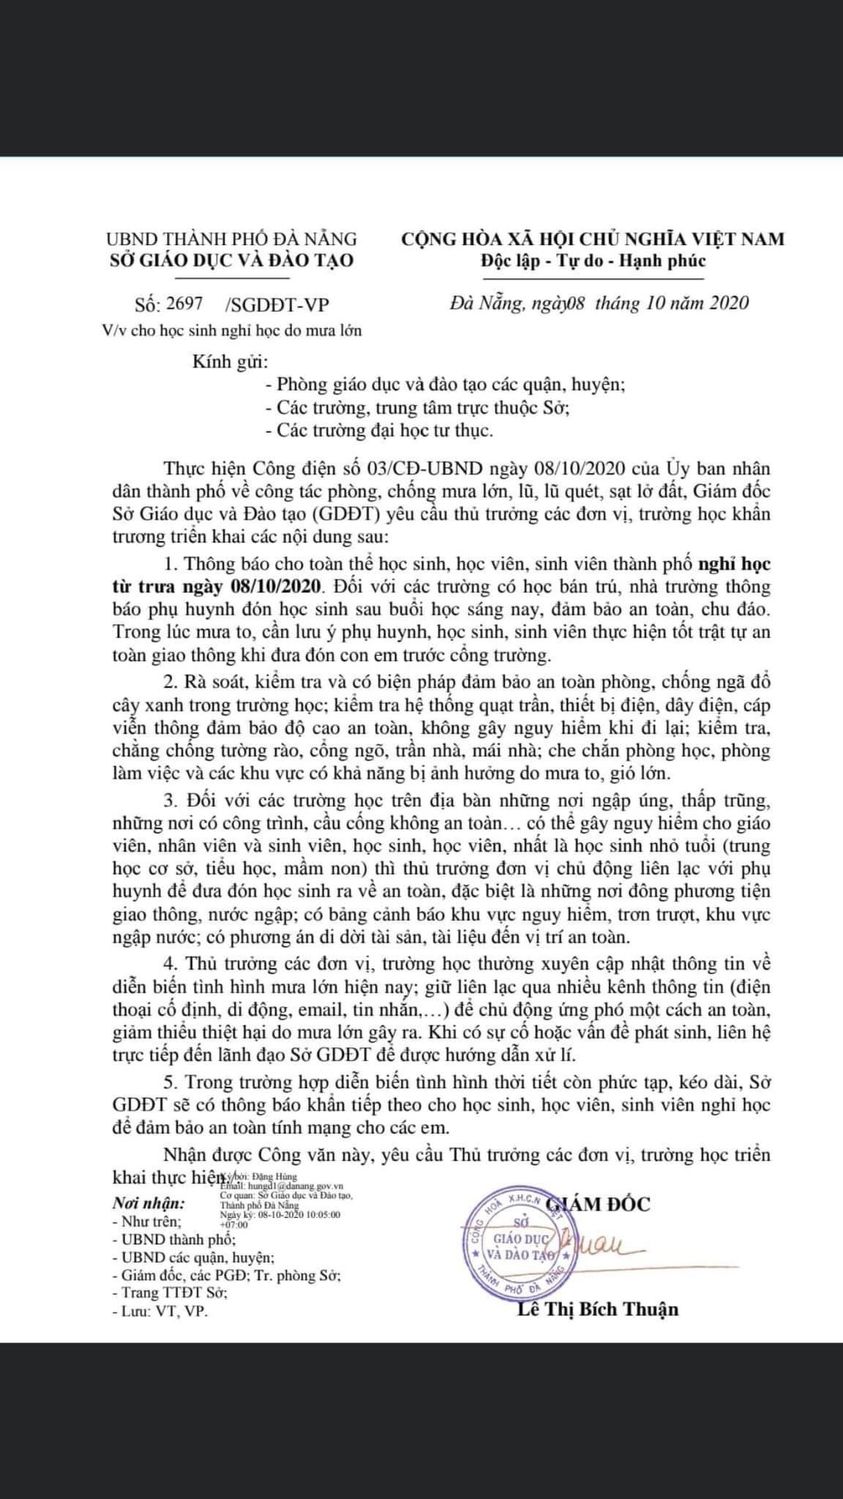 UBND THÀNH PHỐ ĐÀ NẴNG
SỞ GIÁO DỤC VÀ ĐÀO TẠO
CỘNG HÒA XÃ HỘI CHỦ NGHĨA VIỆT NAM
Độc lập - Tự do - Hạnh phúc
Số: 2697 /SGDĐT-VP
V/v cho học sinh nghỉ học do mưa lớn
Đà Nẵng, ngày 08 tháng 10 năm 2020
Kính gửi:
- Phòng giáo dục và đào tạo các quận, huyện;
- Các trường, trung tâm trực thuộc Sở;
- Các trường đại học tư thục.
Thực hiện Công điện số 03/CĐ-UBND ngày 08/10/2020 của Ủy ban nhân
dân thành phố về công tác phòng, chống mưa lớn, lũ, lũ quét, sạt lở đất, Giám đốc
Sở Giáo dục và Đào tạo (GDĐT) yêu cầu thủ trưởng các đơn vị, trường học khẩn
trương triển khai các nội dung sau:
1. Thông báo cho toàn thể học sinh, học viên, sinh viên thành phố nghỉ học
từ trưa ngày 08/10/2020. Đối với các trường có học bán trú, nhà trường thông
báo phụ huynh đón học sinh sau buổi học sáng nay, đảm bảo an toàn, chu đáo.
Trong lúc mưa to, cần lưu ý phụ huynh, học sinh, sinh viên thực hiện tốt trật tự an
toàn giao thông khi đưa đón con em trước cổng trường.
2. Rà soát, kiểm tra và có biện pháp đảm bảo an toàn phòng, chống ngã đổ
cây xanh trong trường học; kiểm tra hệ thống quạt trần, thiết bị điện, dây điện, cáp
viễn thông đảm bảo độ cao an toàn, không gây nguy hiểm khi đi lại; kiểm tra,
chằng chống tường rào, cổng ngõ, trần nhà, mái nhà; che chắn phòng học, phòng
làm việc và các khu vực có khả năng bị ảnh hưởng do mưa to, gió lớn.
3. Đối với các trường học trên địa bàn những nơi ngập úng, thấp trũng,
những nơi có công trình, cầu cống không an toàn… có thể gây nguy hiểm cho giáo
viên, nhân viên và sinh viên, học sinh, học viên, nhất là học sinh nhỏ tuổi (trung
học cơ sở, tiểu học, mầm non) thì thủ trưởng đơn vị chủ động liên lạc với phụ
huynh để đưa đón học sinh ra về an toàn, đặc biệt là những nơi đông phương tiện
giao thông, nước ngập; có bảng cảnh báo khu vực nguy hiểm, trơn trượt, khu vực
ngập nước; có phương án di dời tài sản, tài liệu đến vị trí an toàn.
4. Thủ trưởng các đơn vị, trường học thường xuyên cập nhật thông tin về
diễn biến tình hình mưa lớn hiện nay; giữ liên lạc qua nhiều kênh thông tin (điện
thoại cố định, di động, email, tin nhắn,…) để chủ động ứng phó một cách an toàn,
giảm thiểu thiệt hại do mưa lớn gây ra. Khi có sự cố hoặc vấn đề phát sinh, liên hệ
trực tiếp đến lãnh đạo Sở GDĐT để được hướng dẫn xử lí.
5. Trong trường hợp diễn biến tình hình thời tiết còn phức tạp, kéo dài, Sở
GDĐT sẽ có thông báo khẩn tiếp theo cho học sinh, học viên, sinh viên nghỉ học
để đảm bảo an toàn tính mạng cho các em.
Nhận được Công văn này, yêu cầu Thủ trưởng các đơn vị, trường học triển
khai thực hiện./.
Ký bởi: Đặng Hùng
Email: hungd1@danang.gov.vn
Cơ quan: Sở Giáo dục và Đào tạo,
Thành phố Đà Nẵng
Ngày ký: 08-10-2020 10:05:00
+07:00
Nơi nhận:
- Như trên;
- UBND thành phố;
- UBND các quận, huyện;
- Giám đốc, các PGĐ; Tr. phòng Sở;
- Trang TTĐT Sở;
- Lưu: VT, VP.
GIÁM ĐỐC
CỘNG HOÀ X.H.C.N VIỆT
SỞ
GIÁO DỤC
VÀ ĐÀO TẠO
THÀNH PHỐ ĐÀ NẴNG
Lê Thị Bích Thuận